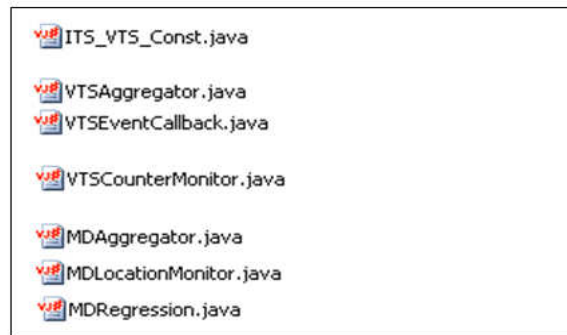 ITS_VTS_Const.java
VTSAggregator.java
VTSEventCallback.java
VTSCounterMonitor.java
MDAggregator.java
MDLocationMonitor.java
MDRegression.java